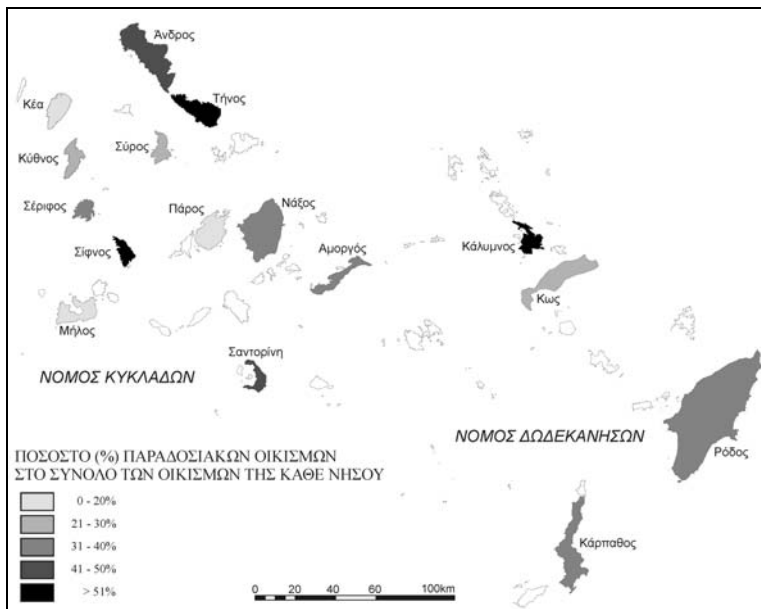 Άνδρος
Τήνος
Κέα
Σύρος
Κύθνος
Σέριφος
Πάρος
Νάξος
Σίφνος
Αμοργός
Κάλυμνος
Κως
Μήλος
Σαντορίνη
ΝΟΜΟΣ ΚΥΚΛΑΔΩΝ
ΝΟΜΟΣ ΔΩΔΕΚΑΝΗΣΩΝ
Ρόδος
ΠΟΣΟΣΤΟ (%) ΠΑΡΑΔΟΣΙΑΚΩΝ ΟΙΚΙΣΜΩΝ
ΣΤΟ ΣΥΝΟΛΟ ΤΩΝ ΟΙΚΙΣΜΩΝ ΤΗΣ ΚΑΘΕ ΝΗΣΟΥ
0 - 20%
21 - 30%
31 - 40%
41 - 50%
> 51%
Κάρπαθος
0 20 40 60 100km